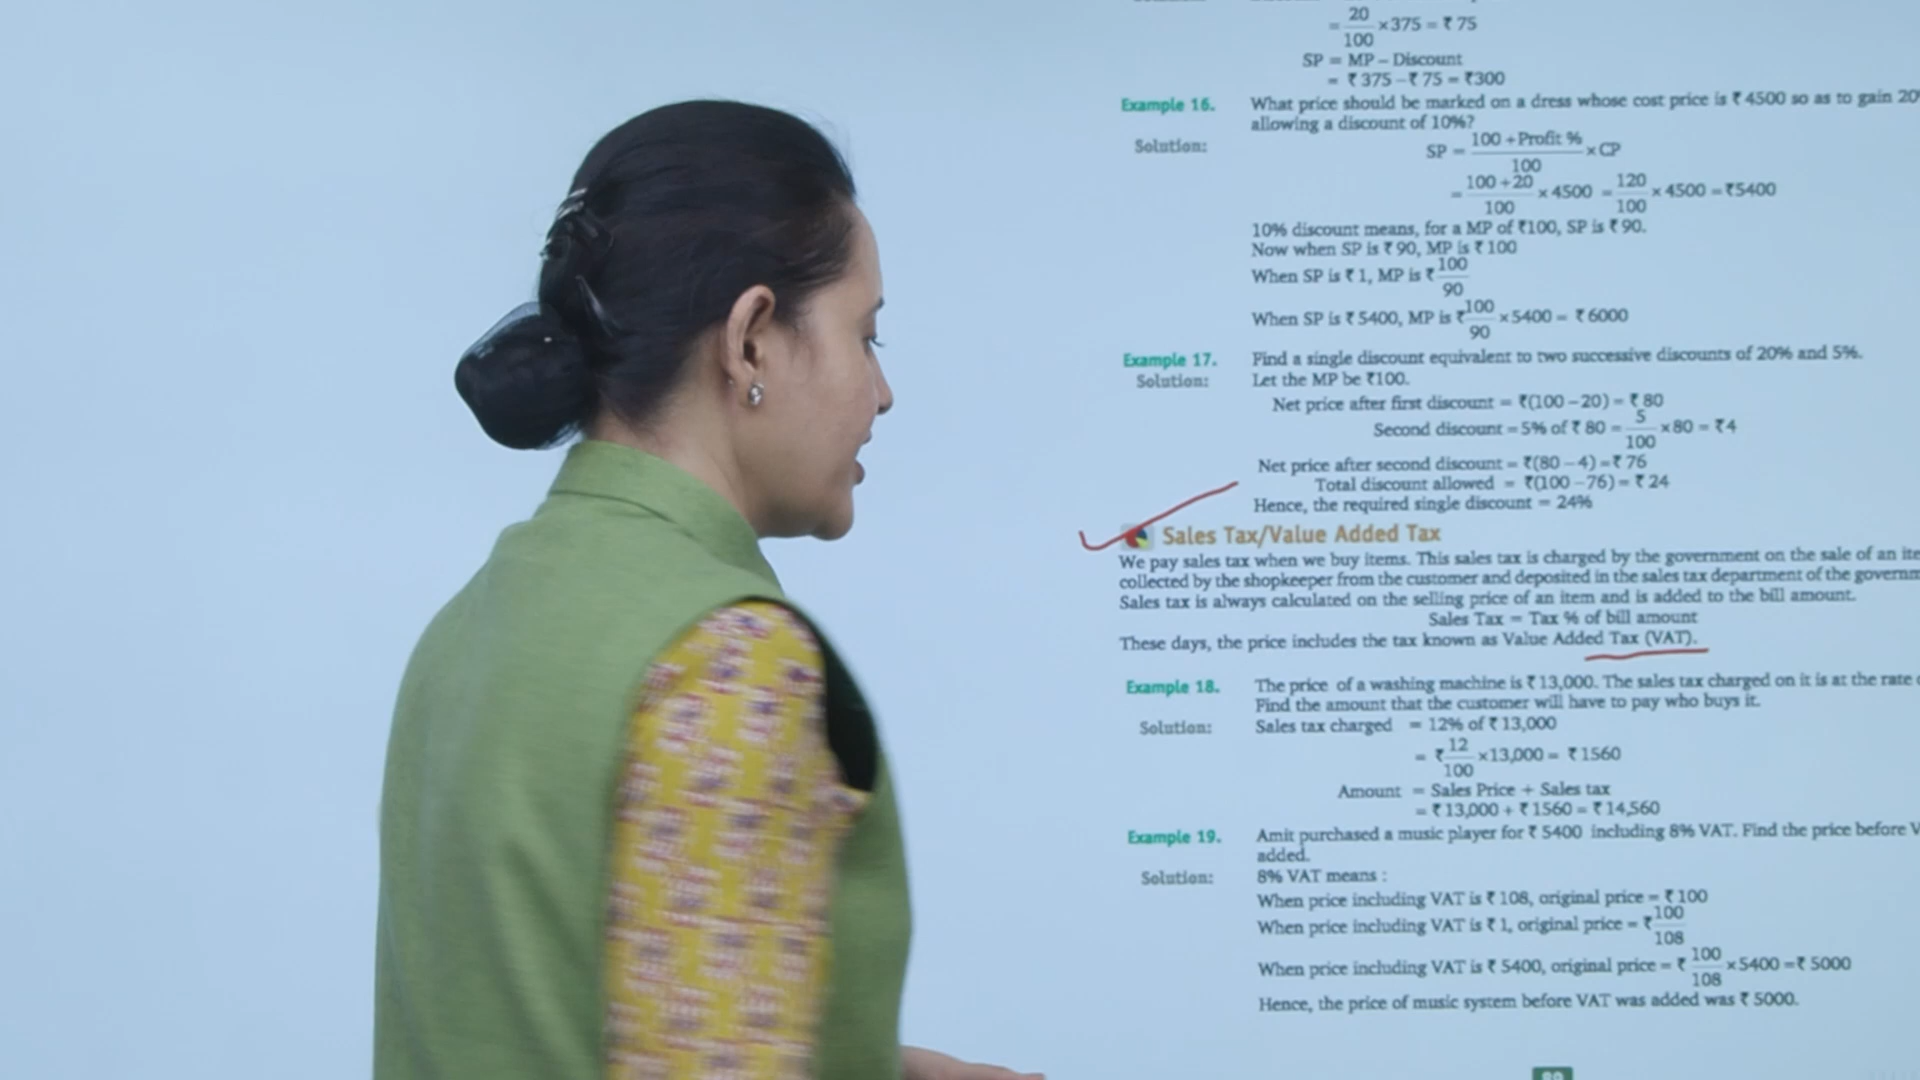 = 20/100 ×375 = ₹ 75
SP = MP – Discount
= ₹ 375 – ₹ 75 = ₹300
Example 16. What price should be marked on a dress whose cost price is ₹ 4500 so as to gain 20
allowing a discount of 10%?
Solution: SP = 100 + Profit %/100 × CP
= 100 + 20/100 × 4500 = 120/100 × 4500 = ₹5400
10% discount means, for a MP of ₹100, SP is ₹ 90.
Now when SP is ₹ 90, MP is ₹ 100
When SP is ₹ 1, MP is ₹ 100/90
When SP is ₹ 5400, MP is ₹ 100/90 × 5400 = ₹ 6000
Example 17. Find a single discount equivalent to two successive discounts of 20% and 5%.
Solution: Let the MP be ₹100.
Net price after first discount = ₹(100 – 20) = ₹ 80
Second discount = 5% of ₹ 80 = 5/100 × 80 = ₹4
Net price after second discount = ₹(80 – 4) = ₹ 76
Total discount allowed = ₹(100 – 76) = ₹ 24
Hence, the required single discount = 24%
Sales Tax/Value Added Tax
We pay sales tax when we buy items. This sales tax is charged by the government on the sale of an
collected by the shopkeeper from the customer and deposited in the sales tax department of the
Sales tax is always calculated on the selling price of an item and is added to the bill amount.
Sales Tax = Tax % of bill amount
These days, the price includes the tax known as Value Added Tax (VAT).
Example 18. The price of a washing machine is ₹ 13,000. The sales tax charged on it is at the rate
Find the amount that the customer will have to pay who buys it.
Solution: Sales tax charged = 12% of ₹ 13,000
= ₹ 12/100 ×13,000 = ₹ 1560
Amount = Sales Price + Sales tax
= ₹ 13,000 + ₹ 1560 = ₹ 14,560
Example 19. Amit purchased a music player for ₹ 5400 including 8% VAT. Find the price before
added.
Solution: 8% VAT means :
When price including VAT is ₹ 108, original price = ₹ 100
When price including VAT is ₹ 1, original price = ₹ 100/108
When price including VAT is ₹ 5400, original price = ₹ 100/108 ×5400 = ₹ 5000
Hence, the price of music system before VAT was added was ₹ 5000.